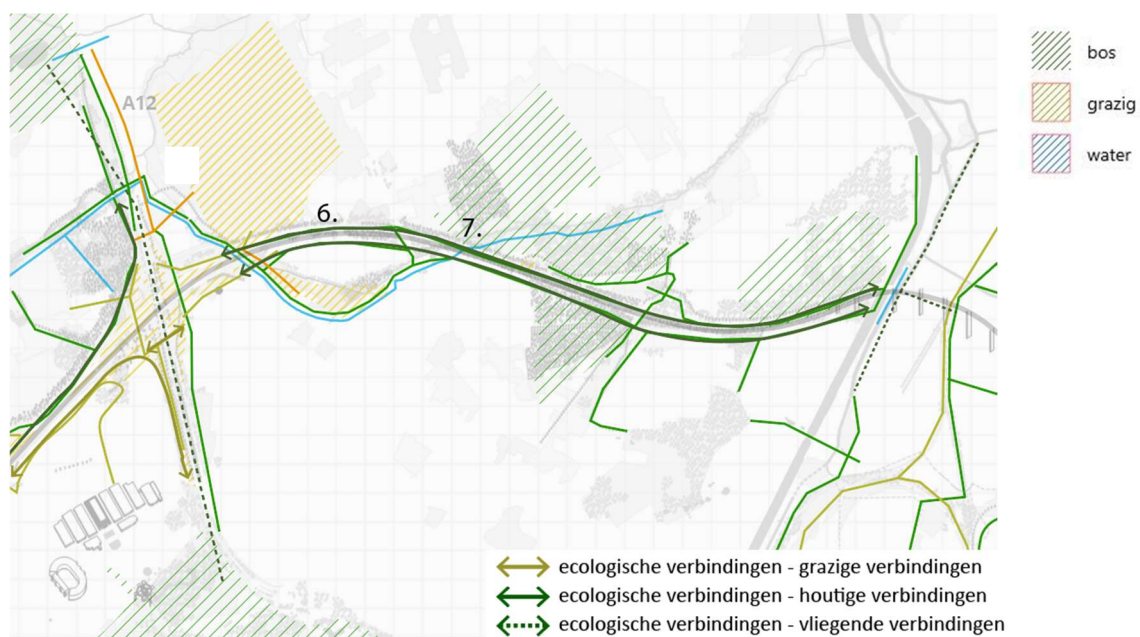 bos
A12
grazig
water
6.
7.
ecologische verbindingen - grazige verbindingen
ecologische verbindingen - houtige verbindingen
ecologische verbindingen - vliegende verbindingen